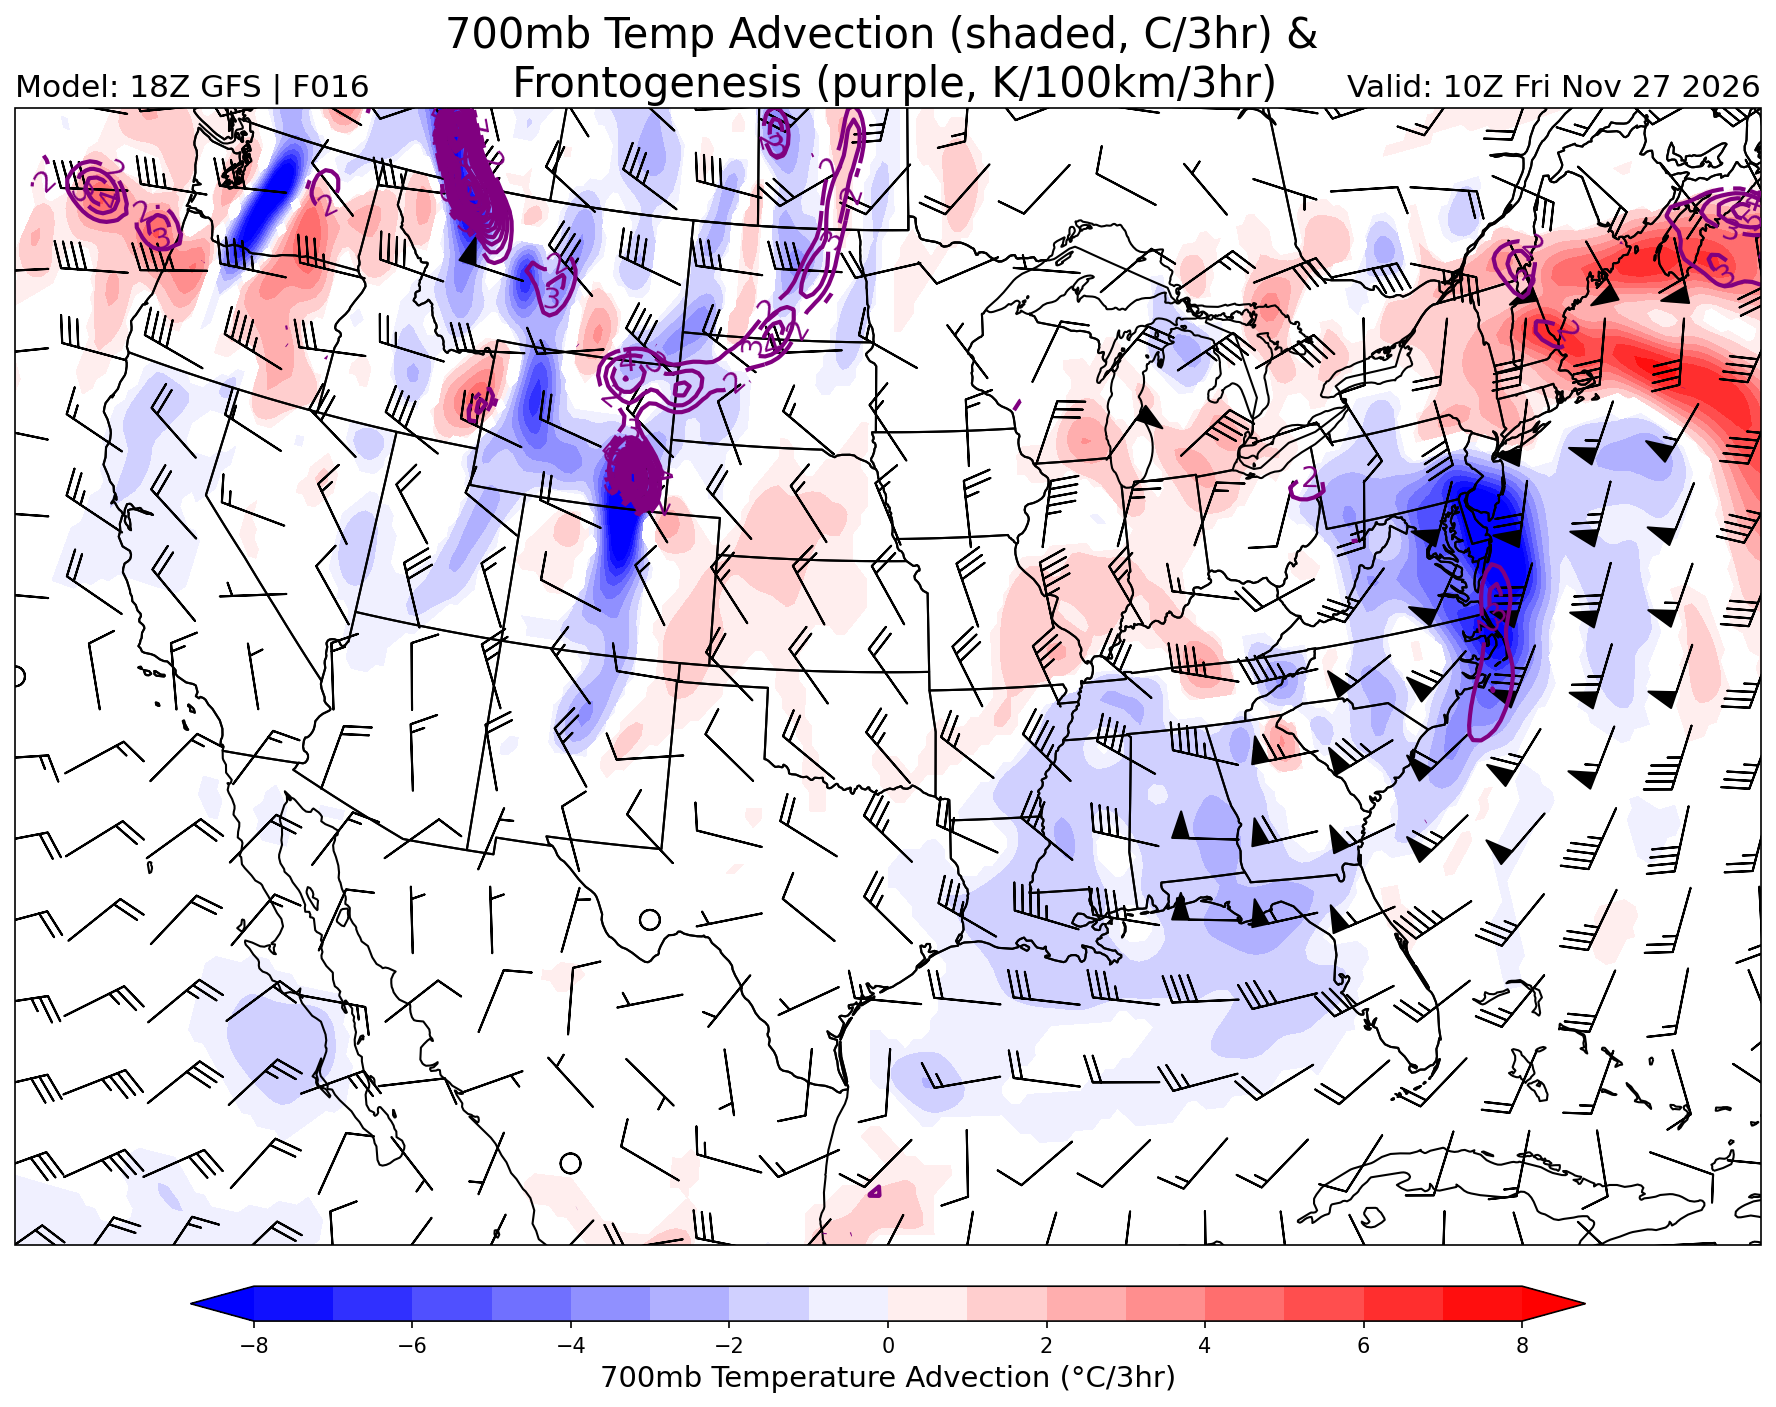 700mb Temp Advection (shaded, C/3hr) &
Model: 18Z GFS | F016
Frontogenesis (purple, K/100km/3hr)
Valid: 10Z Fri Nov 27 2026
−8 −6 −4 −2 0 2 4 6 8
700mb Temperature Advection (°C/3hr)